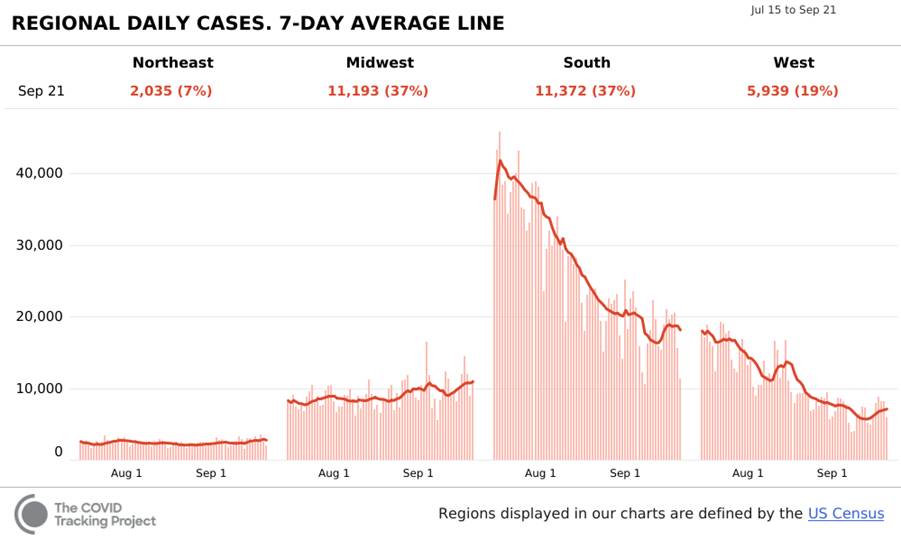 REGIONAL DAILY CASES. 7-DAY AVERAGE LINE
Jul 15 to Sep 21
Northeast Midwest South West
Sep 21 2,035 (7%) 11,193 (37%) 11,372 (37%) 5,939 (19%)
40,000
30,000
20,000
10,000
0
Aug 1 Sep 1 Aug 1 Sep 1 Aug 1 Sep 1 Aug 1 Sep 1
The COVID
Tracking Project
Regions displayed in our charts are defined by the US Census